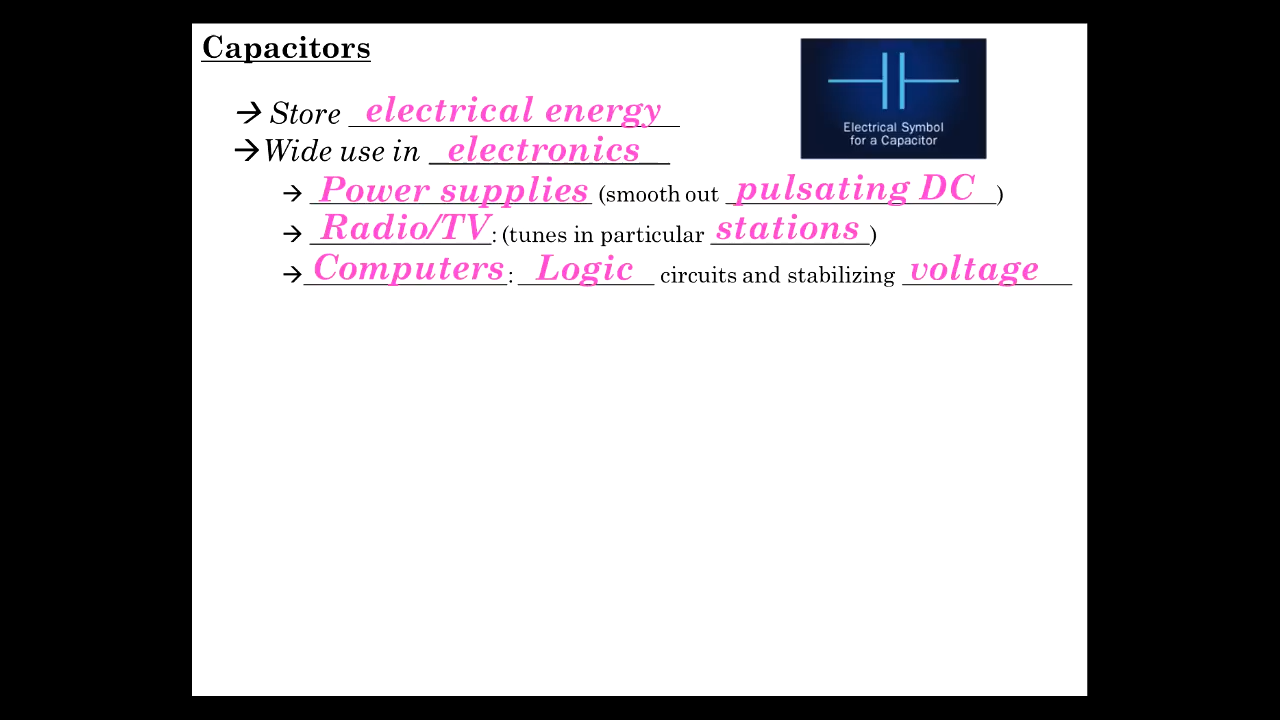 Capacitors
Electrical Symbol
for a Capacitor
→ Store electrical energy
→ Wide use in electronics
→ Power supplies (smooth out pulsating DC)
→ Radio/TV: (tunes in particular stations)
→ Computers: Logic circuits and stabilizing voltage